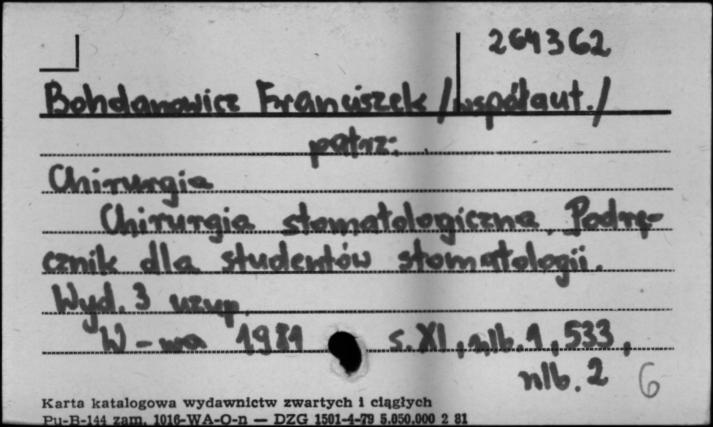 264362
Bohdanowicz Franciszek /współaut./
patrz:
Chirurgia
Chirurgia stomatologiczna. Podrę-
cznik dla studentów stomatologii.
Wyd. 3 uzup.
W-wa 1981 s. XI, nlb. 1, 533,
nlb. 2 6
Karta katalogowa wydawnictw zwartych i ciągłych
Pu-B-144 zam. 1016-WA-O-n — DZG 1501-4-79 5.050.000 2 81